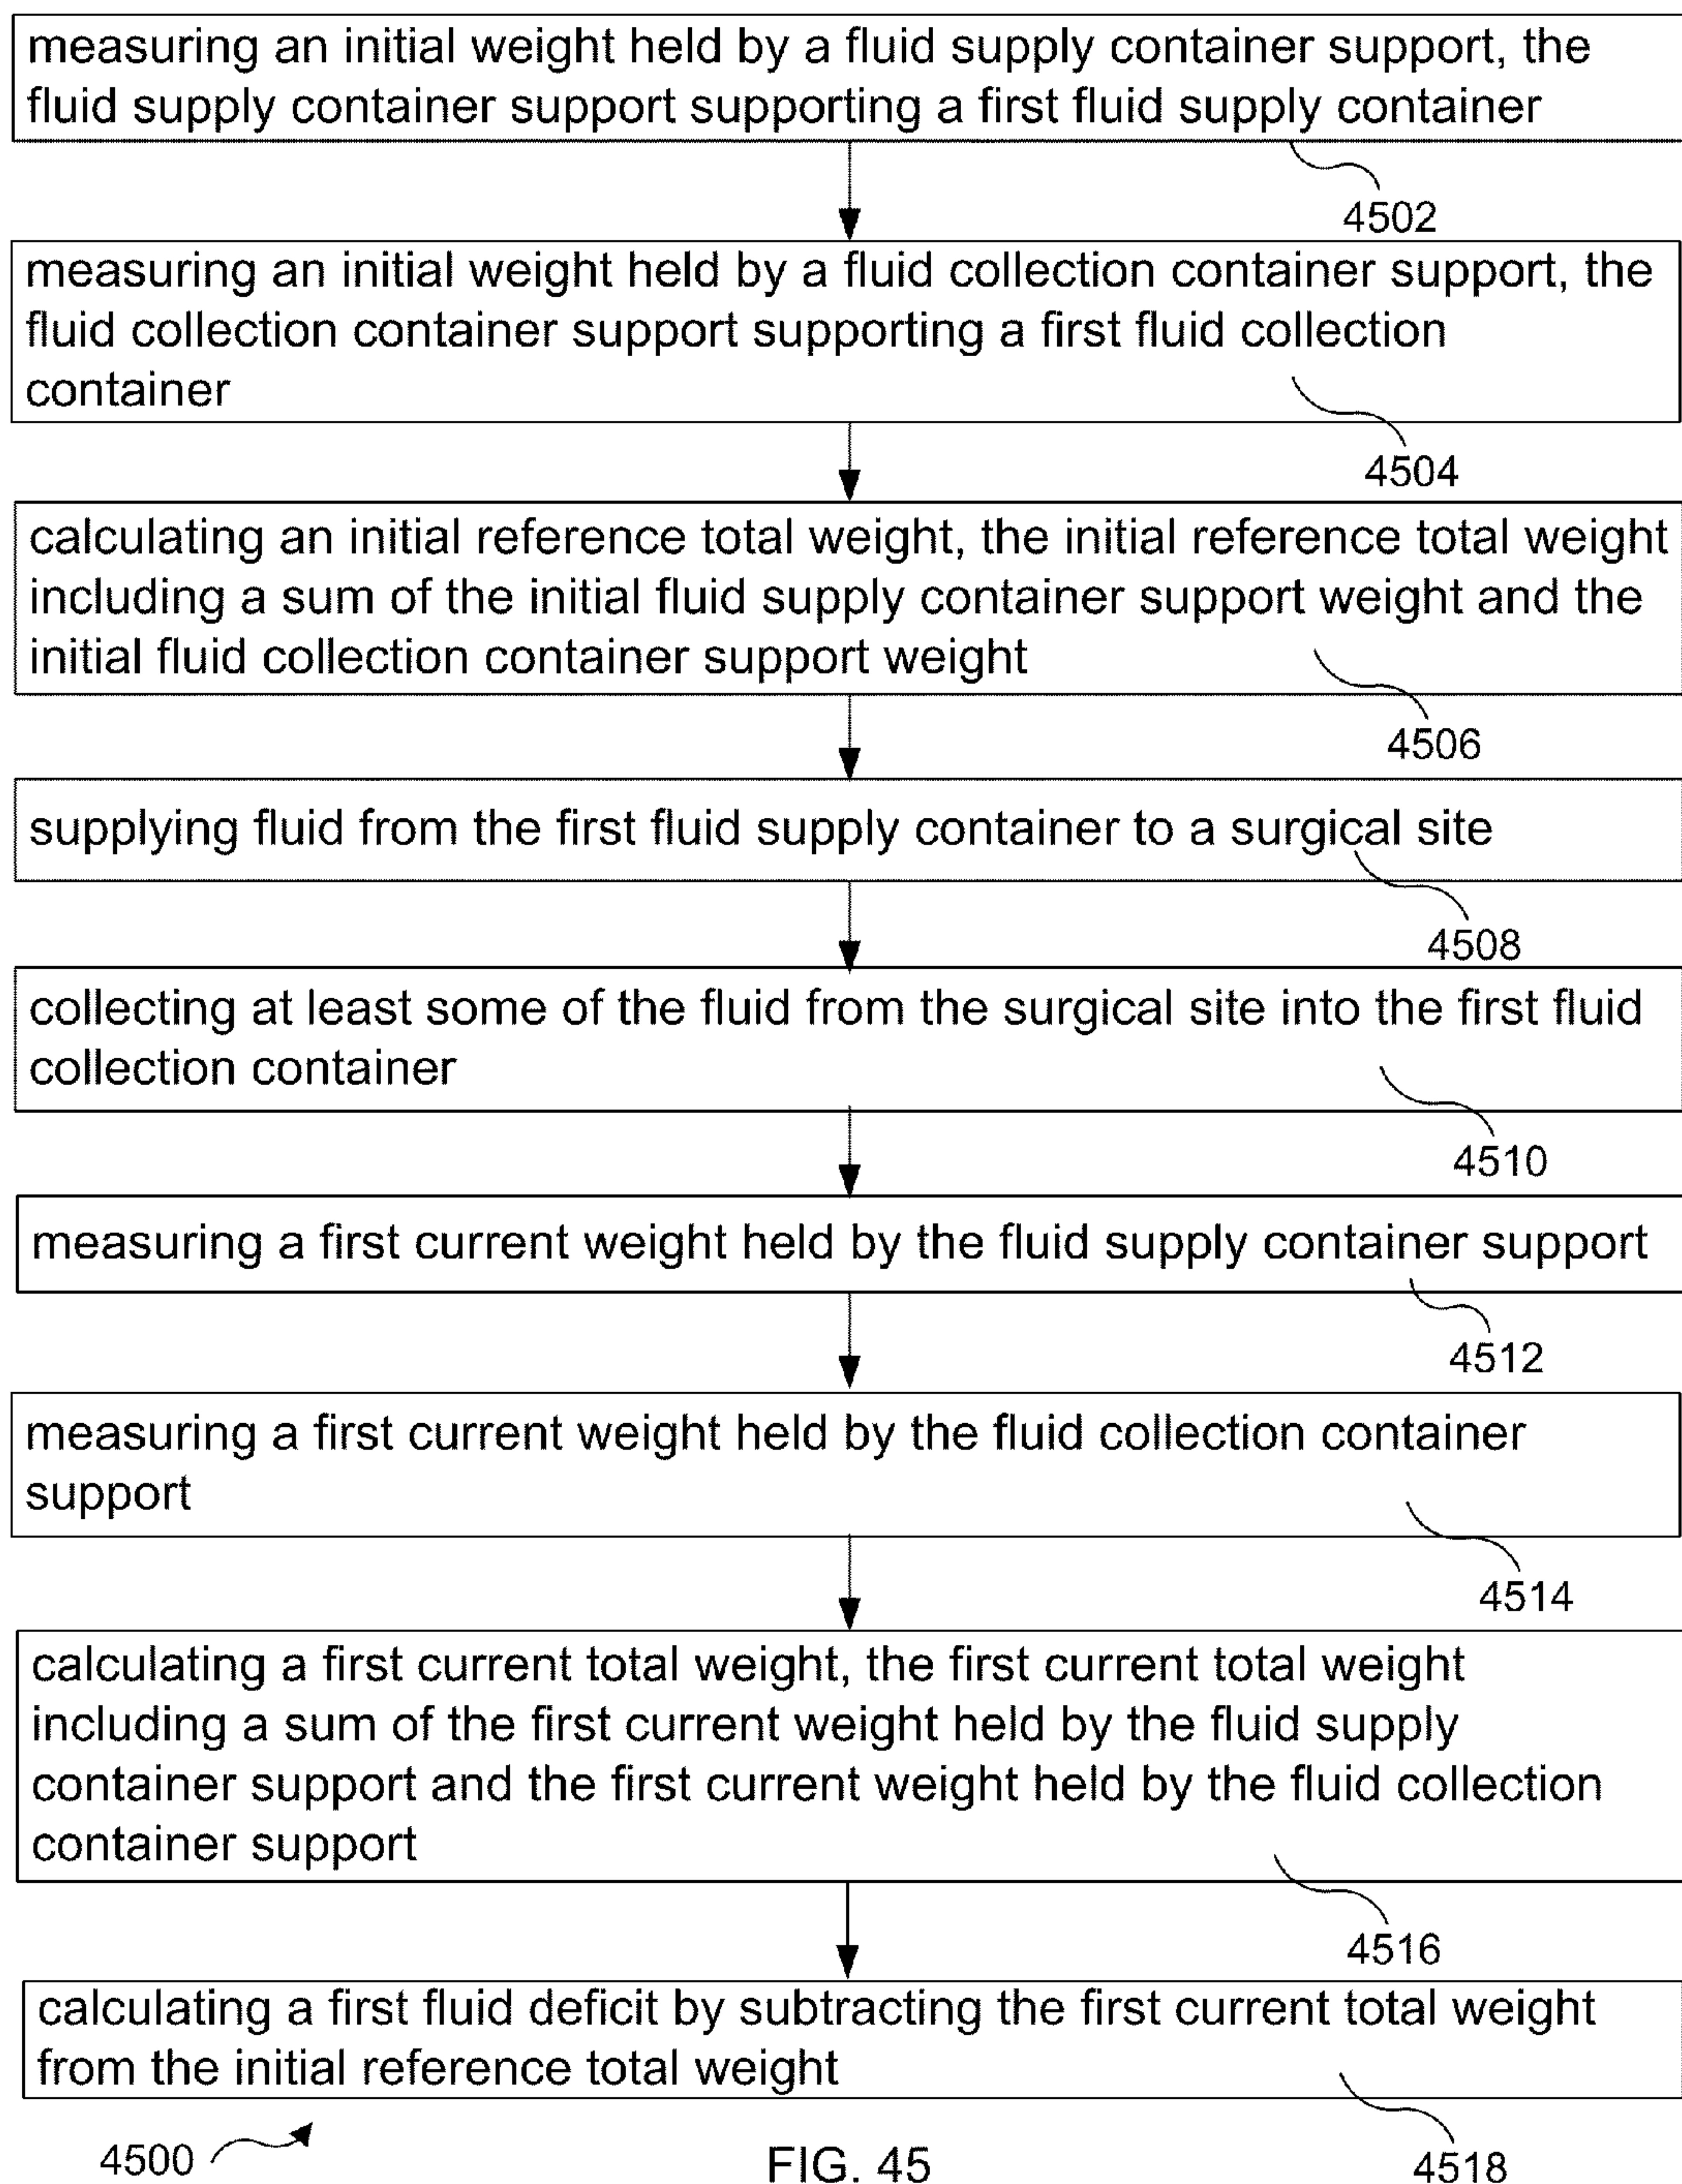 measuring an initial weight held by a fluid supply container support, the
fluid supply container support supporting a first fluid supply container
4502
measuring an initial weight held by a fluid collection container support, the
fluid collection container support supporting a first fluid collection
container
4504
calculating an initial reference total weight, the initial reference total weight
including a sum of the initial fluid supply container support weight and the
initial fluid collection container support weight
4506
supplying fluid from the first fluid supply container to a surgical site
4508
collecting at least some of the fluid from the surgical site into the first fluid
collection container
4510
measuring a first current weight held by the fluid supply container support
4512
measuring a first current weight held by the fluid collection container
support
4514
calculating a first current total weight, the first current total weight
including a sum of the first current weight held by the fluid supply
container support and the first current weight held by the fluid collection
container support
4516
calculating a first fluid deficit by subtracting the first current total weight
from the initial reference total weight
4518
4500
FIG. 45